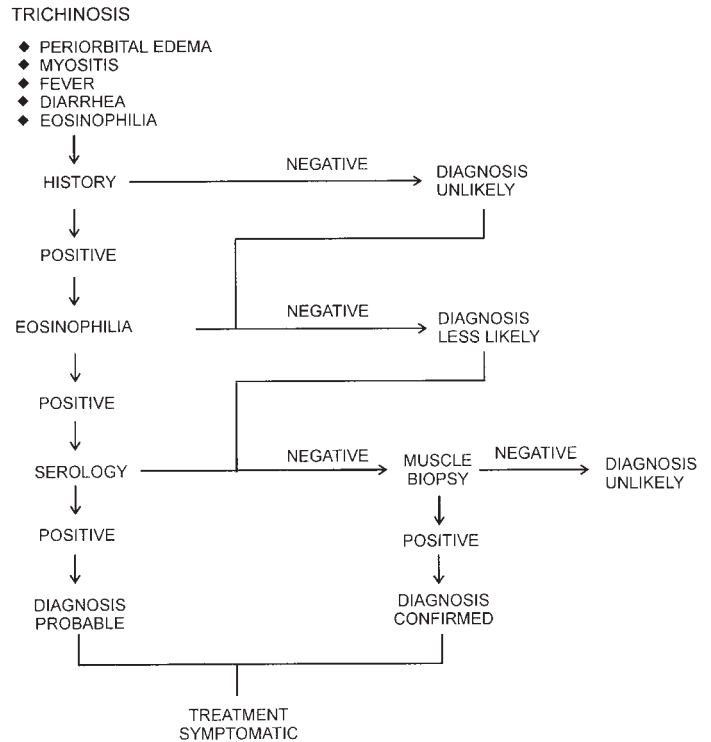 TRICHINOSIS
◆ PERIORBITAL EDEMA
◆ MYOSITIS
◆ FEVER
◆ DIARRHEA
◆ EOSINOPHILIA
HISTORY
NEGATIVE
DIAGNOSIS
UNLIKELY
POSITIVE
EOSINOPHILIA
NEGATIVE
DIAGNOSIS
LESS LIKELY
POSITIVE
SEROLOGY
NEGATIVE
MUSCLE
BIOPSY
NEGATIVE
DIAGNOSIS
UNLIKELY
POSITIVE
POSITIVE
DIAGNOSIS
PROBABLE
DIAGNOSIS
CONFIRMED
TREATMENT
SYMPTOMATIC